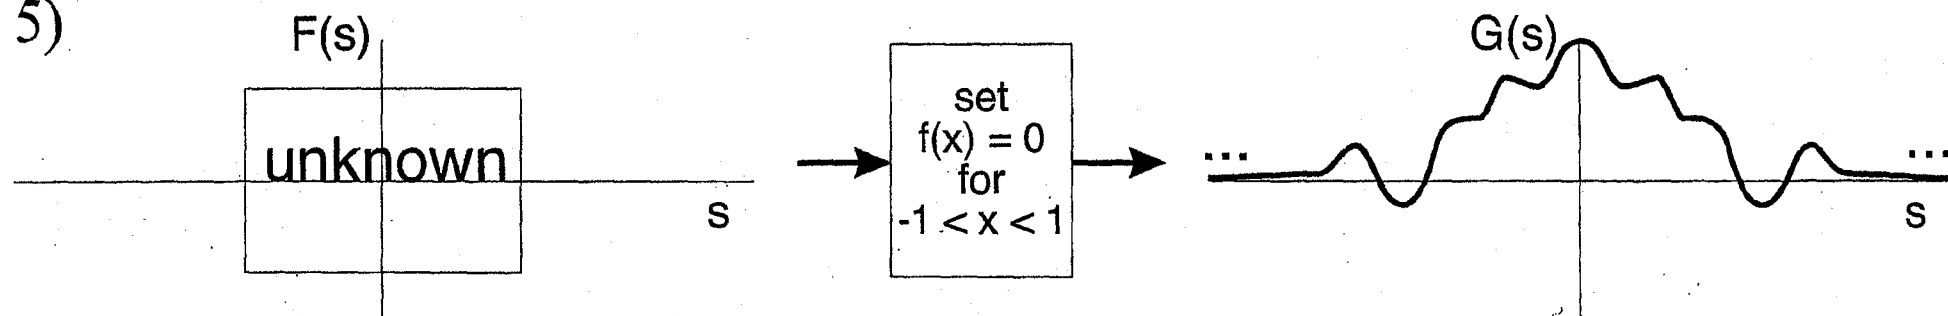 5)
F(s)
unknown
s
set
f(x) = 0
for
-1 < x < 1
G(s)
...
...
s